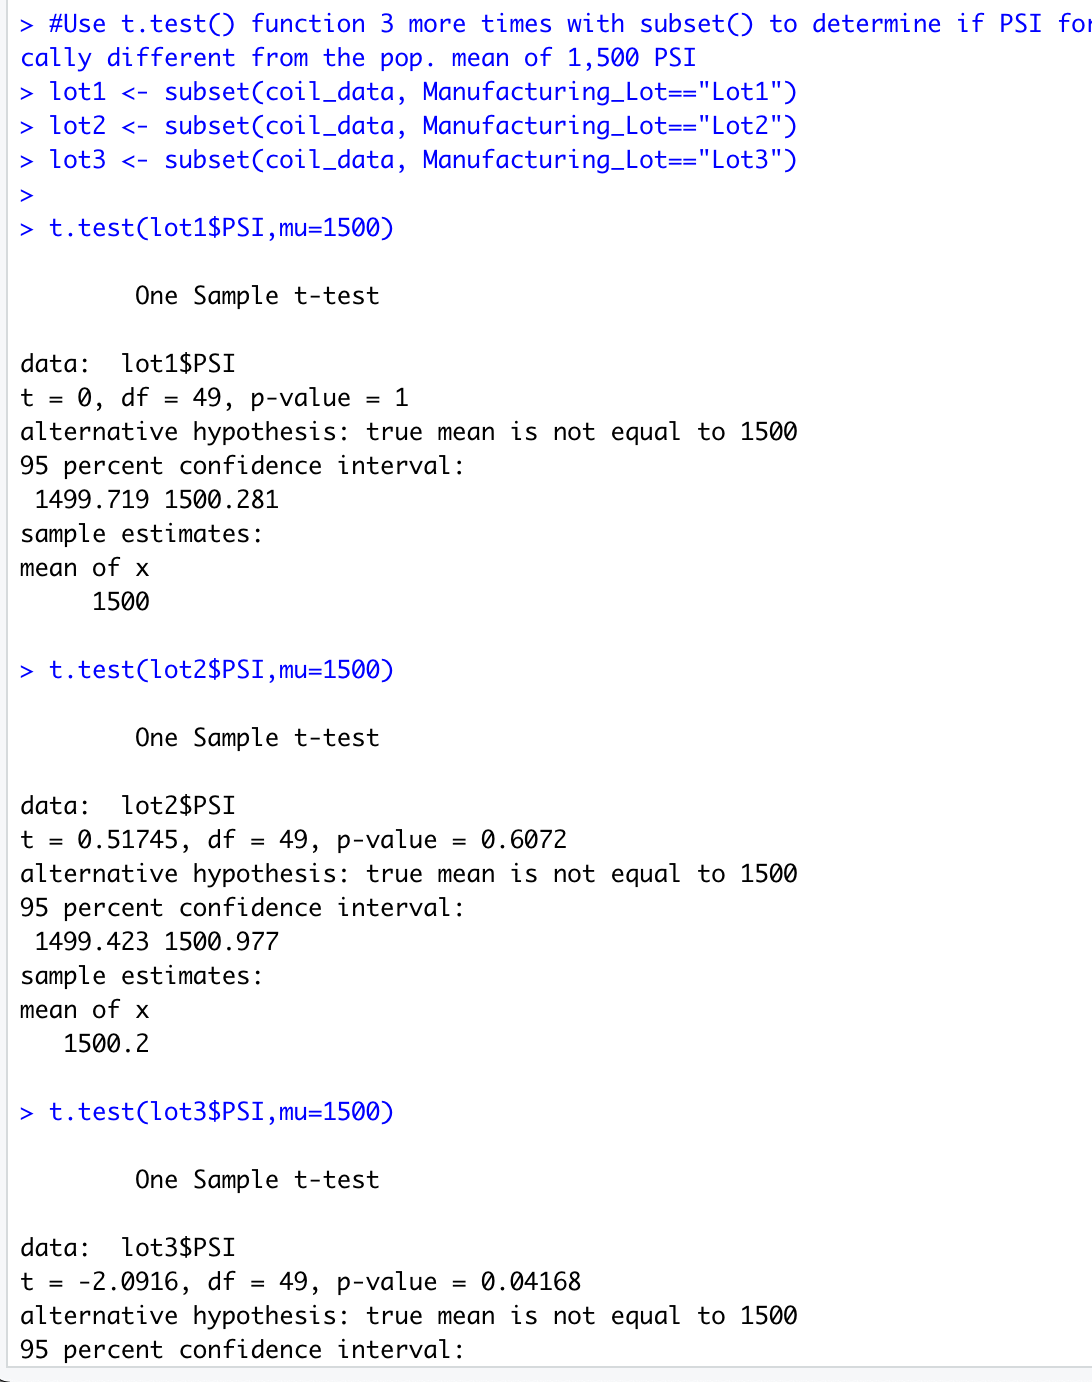 > #Use t.test() function 3 more times with subset() to determine if PSI for
cally different from the pop. mean of 1,500 PSI
> lot1 <- subset(coil_data, Manufacturing_Lot=="Lot1")
> lot2 <- subset(coil_data, Manufacturing_Lot=="Lot2")
> lot3 <- subset(coil_data, Manufacturing_Lot=="Lot3")
>
> t.test(lot1$PSI,mu=1500)
One Sample t-test
data:  lot1$PSI
t = 0, df = 49, p-value = 1
alternative hypothesis: true mean is not equal to 1500
95 percent confidence interval:
 1499.719 1500.281
sample estimates:
mean of x
1500
> t.test(lot2$PSI,mu=1500)
One Sample t-test
data:  lot2$PSI
t = 0.51745, df = 49, p-value = 0.6072
alternative hypothesis: true mean is not equal to 1500
95 percent confidence interval:
 1499.423 1500.977
sample estimates:
mean of x
1500.2
> t.test(lot3$PSI,mu=1500)
One Sample t-test
data:  lot3$PSI
t = -2.0916, df = 49, p-value = 0.04168
alternative hypothesis: true mean is not equal to 1500
95 percent confidence interval: